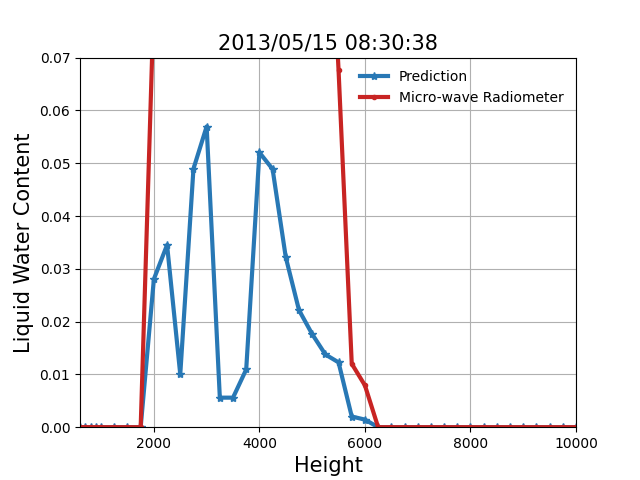 2013/05/15 08:30:38
Prediction
Micro-wave Radiometer
Liquid Water Content
0.07
0.06
0.05
0.04
0.03
0.02
0.01
0.00
2000 4000 6000 8000 10000
Height